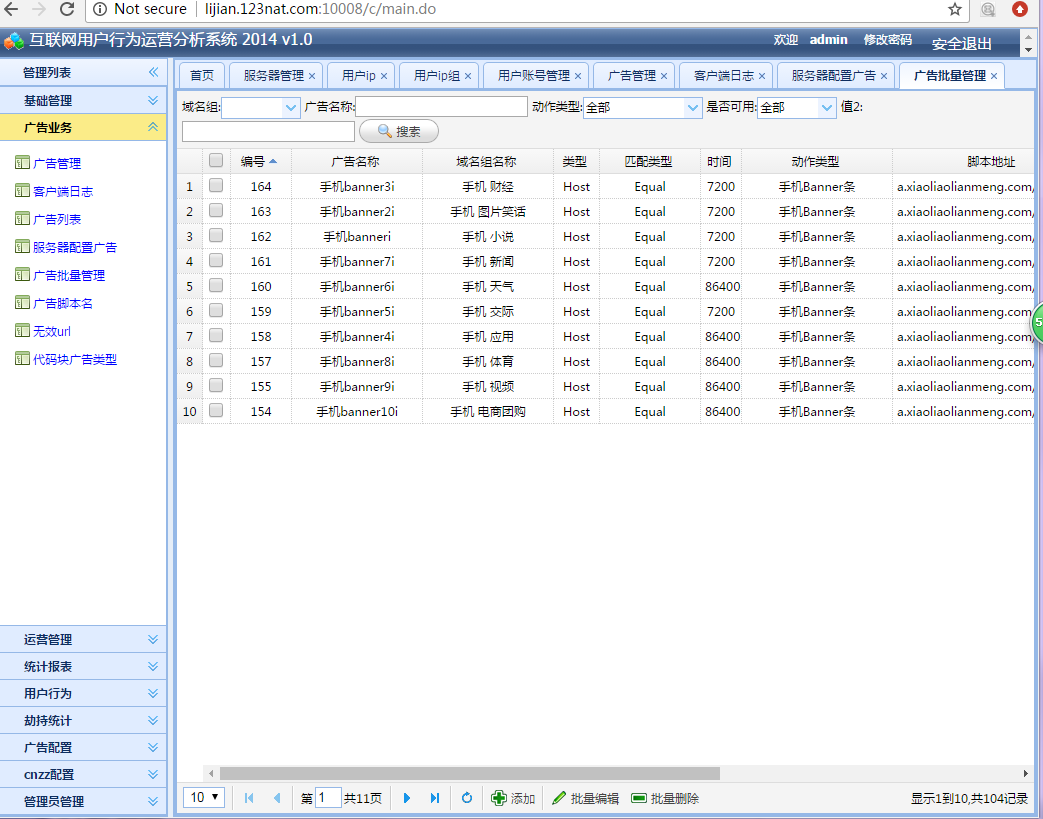 Not secure lijian.123nat.com:10008/c/main.do
互联网用户行为运营分析系统 2014 v1.0 欢迎 admin 修改密码 安全退出
管理列表
基础管理
广告业务
广告管理
客户端日志
广告列表
服务器配置广告
广告批量管理
广告脚本名
无效url
代码块广告类型
运营管理
统计报表
用户行为
劫持统计
广告配置
cnzz配置
管理员管理
首页 服务器管理 用户ip 用户ip组 用户账号管理 广告管理 客户端日志 服务器配置广告 广告批量管理
域名组: 广告名称: 动作类型: 全部 是否可用: 全部 值2:
搜索
编号 广告名称 域名组名称 类型 匹配类型 时间 动作类型 脚本地址
1 164 手机banner3i 手机 财经 Host Equal 7200 手机Banner条 a.xiaoliaolianmeng.com/
2 163 手机banner2i 手机 图片笑话 Host Equal 7200 手机Banner条 a.xiaoliaolianmeng.com/
3 162 手机banneri 手机 小说 Host Equal 7200 手机Banner条 a.xiaoliaolianmeng.com/
4 161 手机banner7i 手机 新闻 Host Equal 7200 手机Banner条 a.xiaoliaolianmeng.com/
5 160 手机banner6i 手机 天气 Host Equal 86400 手机Banner条 a.xiaoliaolianmeng.com/
6 159 手机banner5i 手机 交际 Host Equal 7200 手机Banner条 a.xiaoliaolianmeng.com/
7 158 手机banner4i 手机 应用 Host Equal 86400 手机Banner条 a.xiaoliaolianmeng.com/
8 157 手机banner8i 手机 体育 Host Equal 86400 手机Banner条 a.xiaoliaolianmeng.com/
9 155 手机banner9i 手机 视频 Host Equal 86400 手机Banner条 a.xiaoliaolianmeng.com/
10 154 手机banner10i 手机 电商团购 Host Equal 86400 手机Banner条 a.xiaoliaolianmeng.com/
10 第 1 共11页 添加 批量编辑 批量删除 显示1到10,共104记录
5